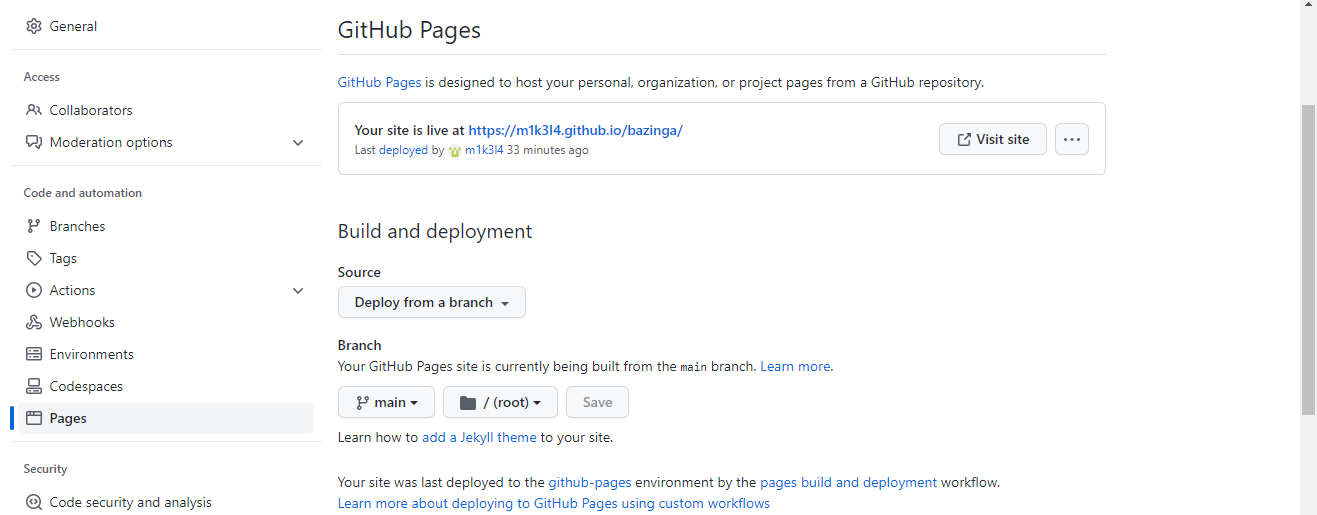 General
Access
Collaborators
Moderation options
Code and automation
Branches
Tags
Actions
Webhooks
Environments
Codespaces
Pages
Security
Code security and analysis
GitHub Pages
GitHub Pages is designed to host your personal, organization, or project pages from a GitHub repository.
Your site is live at https://m1k3l4.github.io/bazinga/
Last deployed by m1k3l4 33 minutes ago
Visit site
Build and deployment
Source
Deploy from a branch
Branch
Your GitHub Pages site is currently being built from the main branch. Learn more.
main
/ (root)
Save
Learn how to add a Jekyll theme to your site.
Your site was last deployed to the github-pages environment by the pages build and deployment workflow.
Learn more about deploying to GitHub Pages using custom workflows